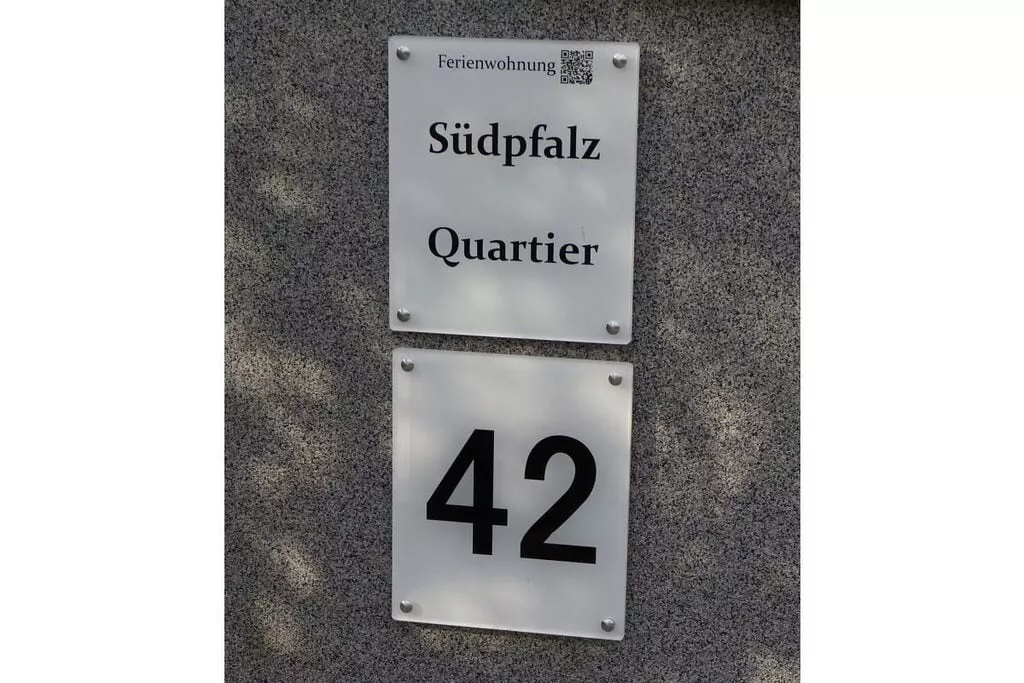 Ferienwohnung
Südpfalz
Quartier
42